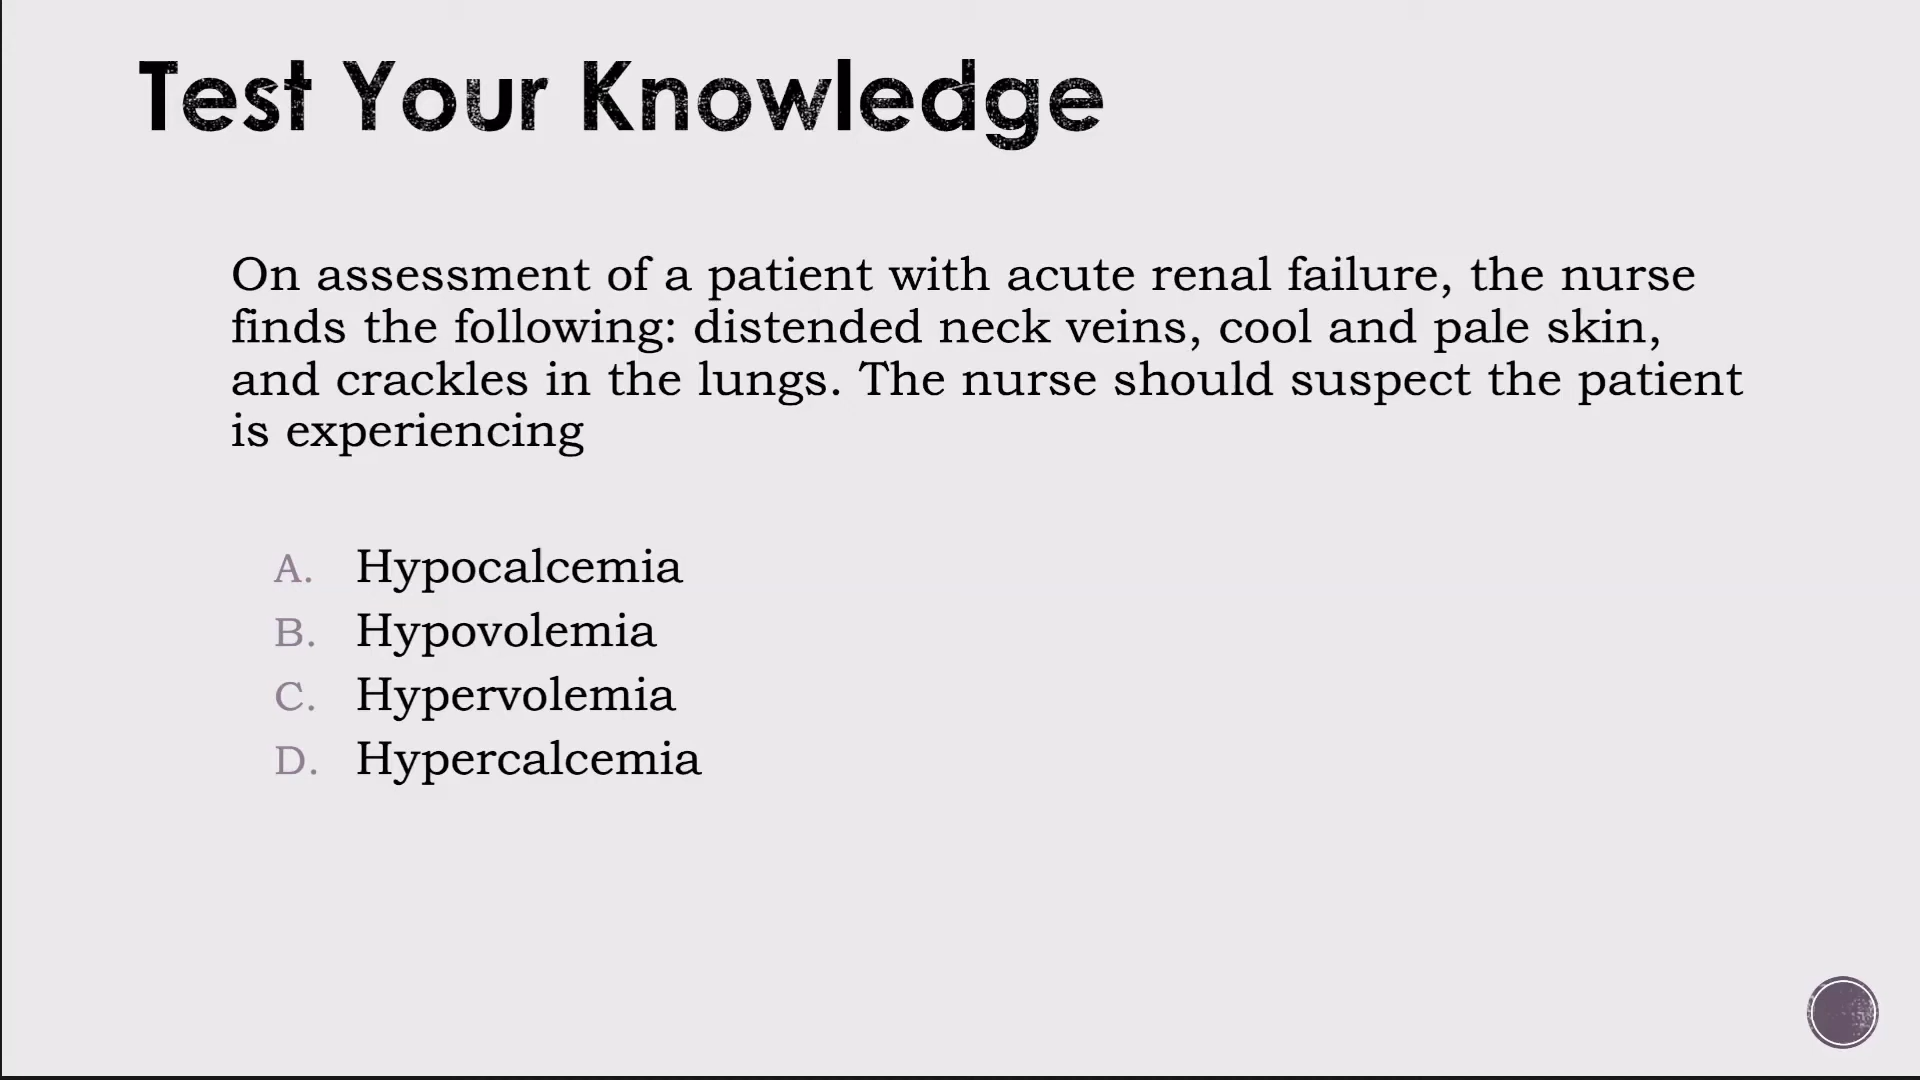 Test Your Knowledge
On assessment of a patient with acute renal failure, the nurse
finds the following: distended neck veins, cool and pale skin,
and crackles in the lungs. The nurse should suspect the patient
is experiencing
A. Hypocalcemia
B. Hypovolemia
C. Hypervolemia
D. Hypercalcemia